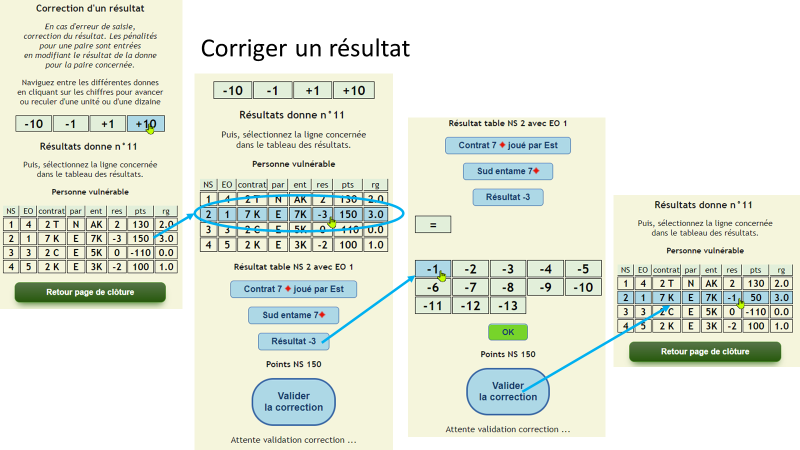 Corriger un résultat
Correction d'un résultat
En cas d'erreur de saisie,
correction du résultat. Les pénalités
pour une paire sont entrées
en modifiant le résultat de la donne
pour la paire concernée.
Naviguez entre les différentes donnes
en cliquant sur les chiffres pour avancer
ou reculer d'une unité ou d'une dizaine
-10 -1 +1 +10
Résultats donne n°11
Puis, sélectionnez la ligne concernée
dans le tableau des résultats.
Personne vulnérable
NS EO contrat par ent res pts rg
1 4 2 T N AK 2 130 2.0
2 1 7 K E 7K -3 150 3.0
3 3 2 C E 5K 0 -110 0.0
4 5 2 K E 3K -2 100 1.0
Retour page de clôture
-10 -1 +1 +10
Résultats donne n°11
Puis, sélectionnez la ligne concernée
dans le tableau des résultats.
Personne vulnérable
NS EO contrat par ent res pts rg
1 4 2 T N AK 2 130 2.0
2 1 7 K E 7K -3 150 3.0
3 3 2 C E 5K 0 -110 0.0
4 5 2 K E 3K -2 100 1.0
Résultat table NS 2 avec EO 1
Contrat 7 ♦ joué par Est
Sud entame 7♦
Résultat -3
Points NS 150
Valider
la correction
Attente validation correction ...
Résultat table NS 2 avec EO 1
Contrat 7 ♦ joué par Est
Sud entame 7♦
Résultat -3
=
-1 -2 -3 -4 -5
-6 -7 -8 -9 -10
-11 -12 -13
OK
Points NS 150
Valider
la correction
Attente validation correction ...
Résultats donne n°11
Puis, sélectionnez la ligne concernée
dans le tableau des résultats.
Personne vulnérable
NS EO contrat par ent res pts rg
1 4 2 T N AK 2 130 2.0
2 1 7 K E 7K -1 50 3.0
3 3 2 C E 5K 0 -110 0.0
4 5 2 K E 3K -2 100 1.0
Retour page de clôture